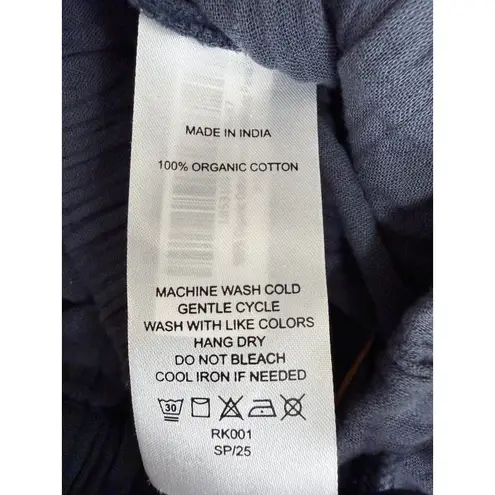 MADE IN INDIA
100% ORGANIC COTTON
MACHINE WASH COLD
GENTLE CYCLE
WASH WITH LIKE COLORS
HANG DRY
DO NOT BLEACH
COOL IRON IF NEEDED
30
RK001
SP/25